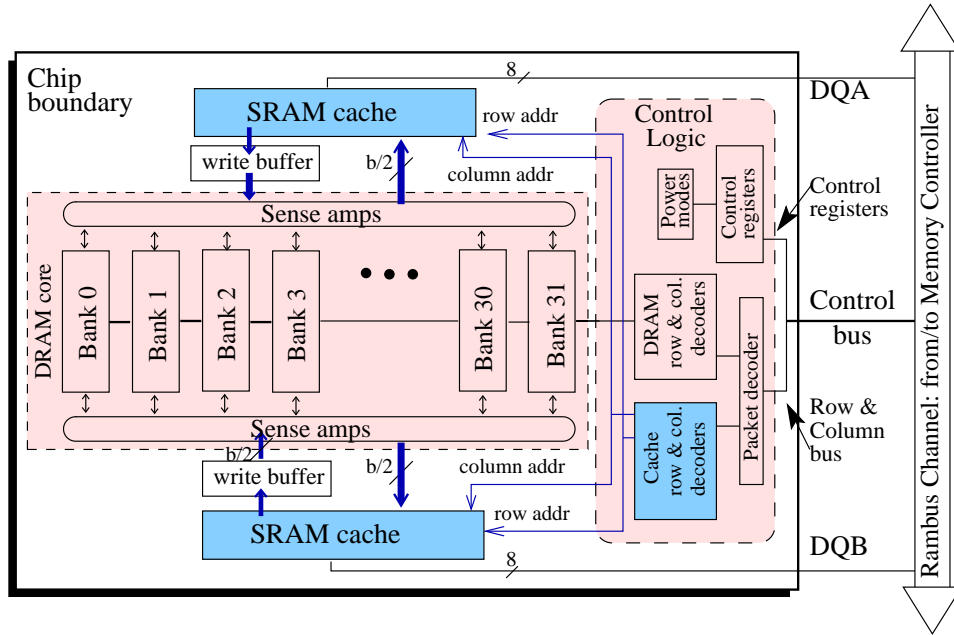 Chip
boundary
8
DQA
SRAM cache
row addr
Control
Logic
write buffer
b/2
column addr
Power
modes
Control
registers
Control
registers
Sense amps
DRAM core
Bank 0
Bank 1
Bank 2
Bank 3
Bank 30
Bank 31
DRAM
row & col.
decoders
Control
bus
Packet decoder
Cache
row & col.
decoders
Row &
Column
bus
Sense amps
b/2
b/2
write buffer
column addr
row addr
SRAM cache
DQB
8
Rambus Channel: from/to Memory Controller